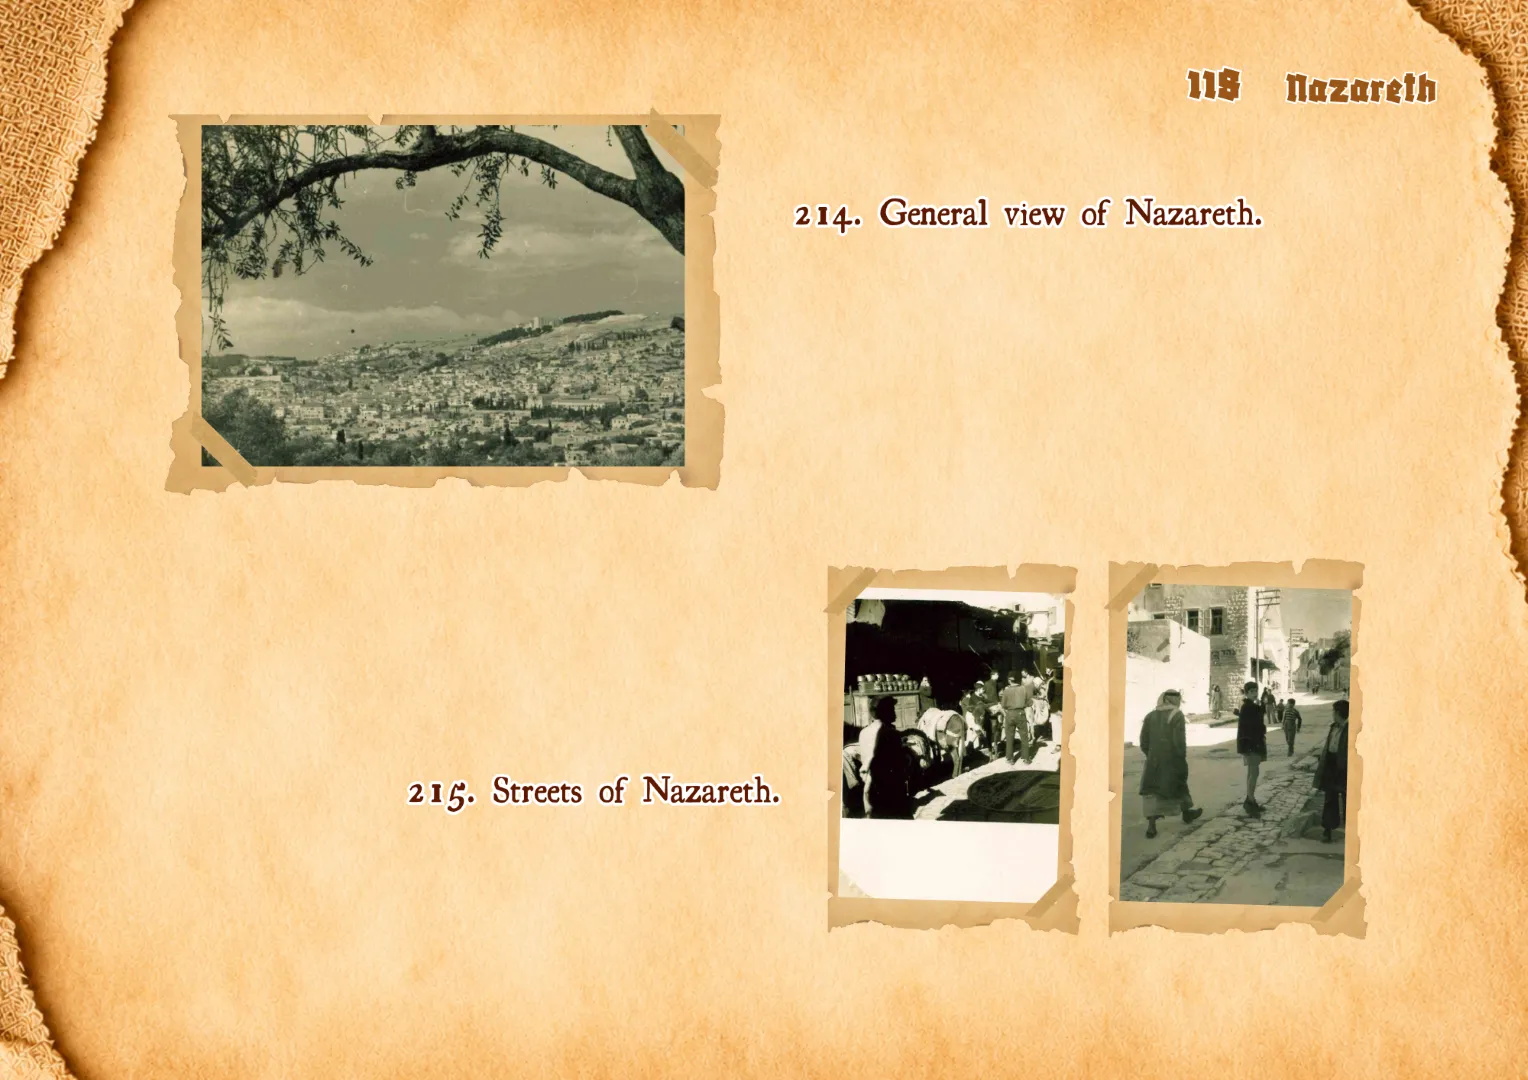 118 Nazareth
214. General view of Nazareth.
215. Streets of Nazareth.